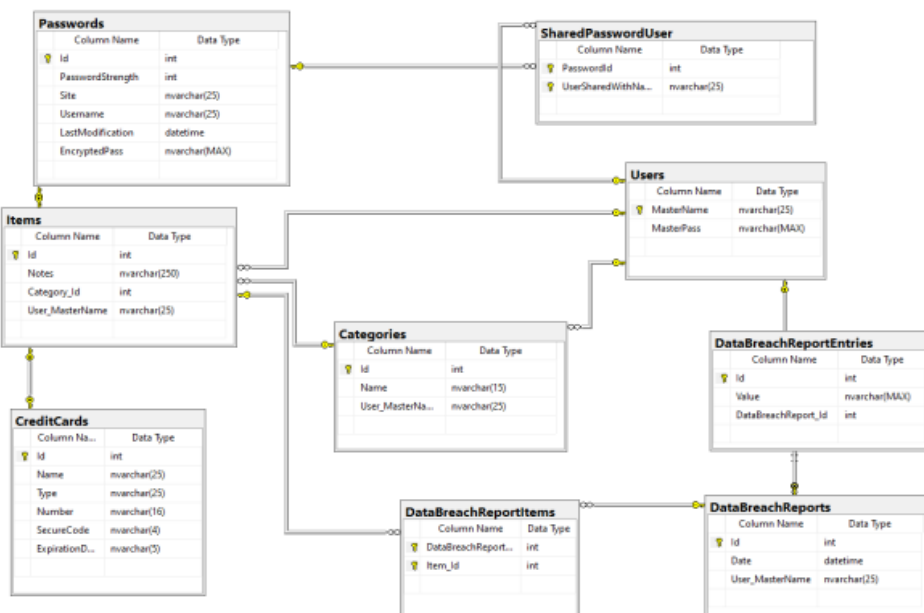 Passwords
Column Name Data Type
Id int
PasswordStrength int
Site nvarchar(25)
Username nvarchar(25)
LastModification datetime
EncryptedPass nvarchar(MAX)
SharedPasswordUser
Column Name Data Type
PasswordId int
UserSharedWithNa... nvarchar(25)
Users
Column Name Data Type
MasterName nvarchar(25)
MasterPass nvarchar(MAX)
Items
Column Name Data Type
Id int
Notes nvarchar(250)
Category_Id int
User_MasterName nvarchar(25)
Categories
Column Name Data Type
Id int
Name nvarchar(15)
User_MasterNa... nvarchar(25)
DataBreachReportEntries
Column Name Data Type
Id int
Value nvarchar(MAX)
DataBreachReport_Id int
CreditCards
Column Na... Data Type
Id int
Name nvarchar(25)
Type nvarchar(25)
Number nvarchar(16)
SecureCode nvarchar(4)
ExpirationD... nvarchar(5)
DataBreachReportItems
Column Name Data Type
DataBreachReport... int
Item_Id int
DataBreachReports
Column Name Data Type
Id int
Date datetime
User_MasterName nvarchar(25)